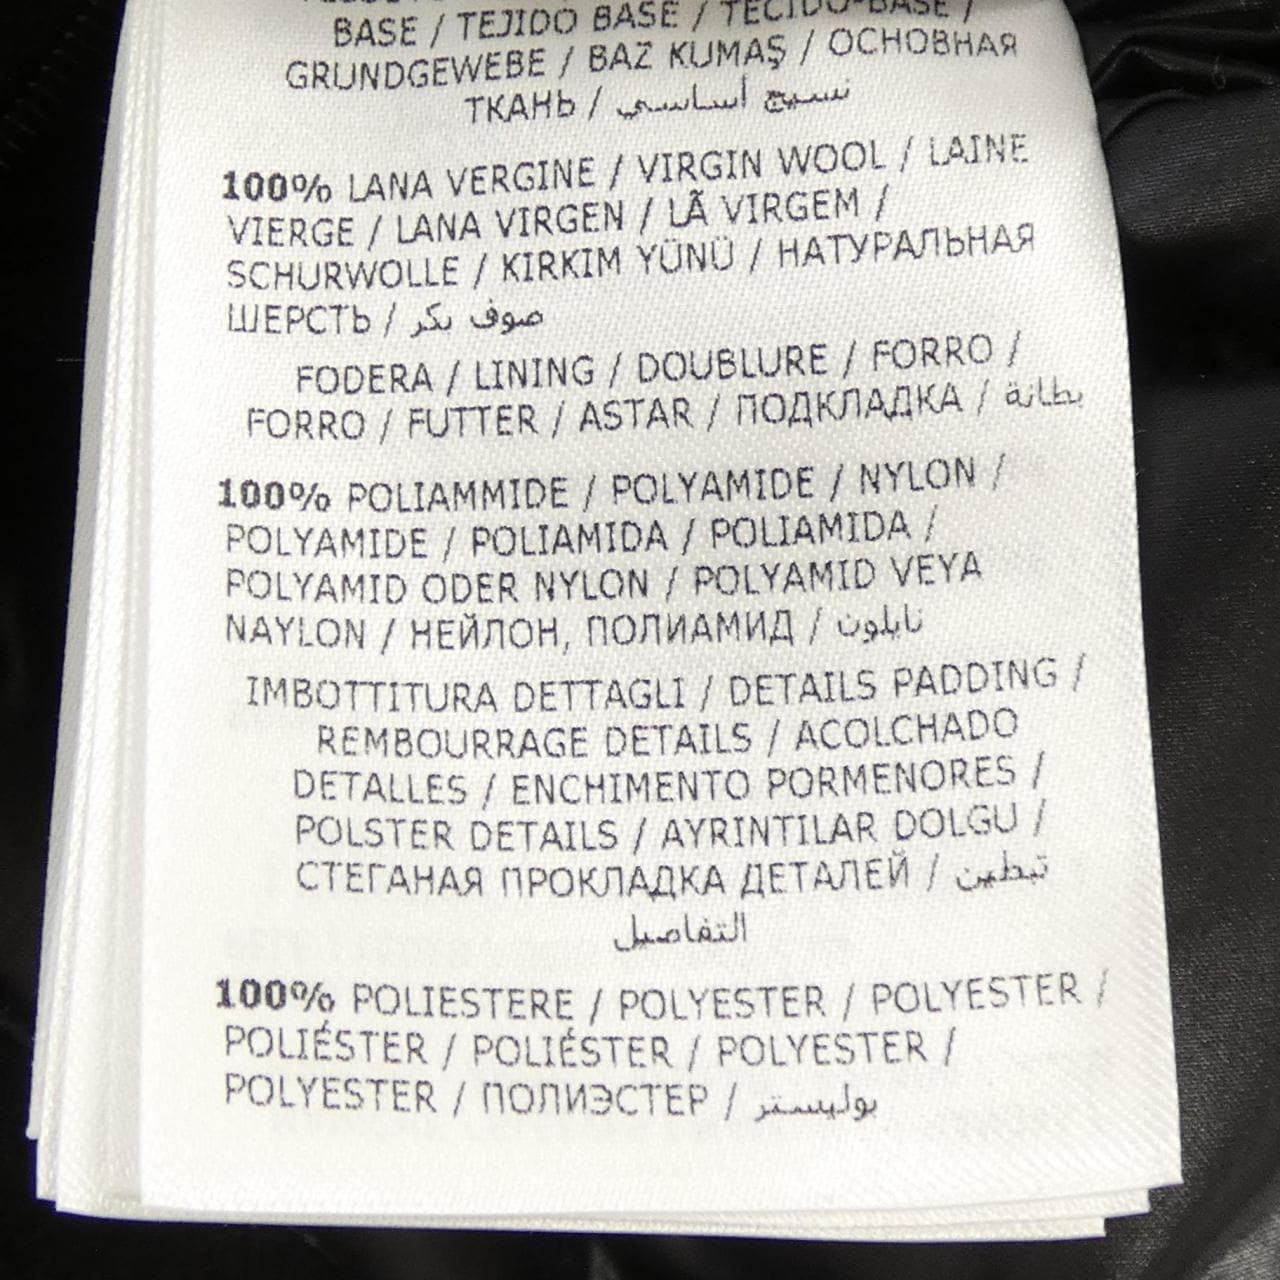 BASE / TEJIDO BASE / TECIDO-BASE /
GRUNDGEWEBE / BAZ KUMAŞ / ОСНОВНАЯ
ТКАНЬ / نسيج أساسي
100% LANA VERGINE / VIRGIN WOOL / LAINE
VIERGE / LANA VIRGEN / LÃ VIRGEM /
SCHURWOLLE / KIRKIM YÜNÜ / НАТУРАЛЬНАЯ
ШЕРСТЬ / صوف بكر
FODERA / LINING / DOUBLURE / FORRO /
FORRO / FUTTER / ASTAR / ПОДКЛАДКА / بطانة
100% POLIAMMIDE / POLYAMIDE / NYLON /
POLYAMIDE / POLIAMIDA / POLIAMIDA /
POLYAMID ODER NYLON / POLYAMID VEYA
NAYLON / НЕЙЛОН, ПОЛИАМИД / نايلون
IMBOTTITURA DETTAGLI / DETAILS PADDING /
REMBOURRAGE DETAILS / ACOLCHADO
DETALLES / ENCHIMENTO PORMENORES /
POLSTER DETAILS / AYRINTILAR DOLGU /
СТЕГАНАЯ ПРОКЛАДКА ДЕТАЛЕЙ / تبطين
التفاصيل
100% POLIESTERE / POLYESTER / POLYESTER /
POLIÉSTER / POLIÉSTER / POLYESTER /
POLYESTER / ПОЛИЭСТЕР / بوليستر